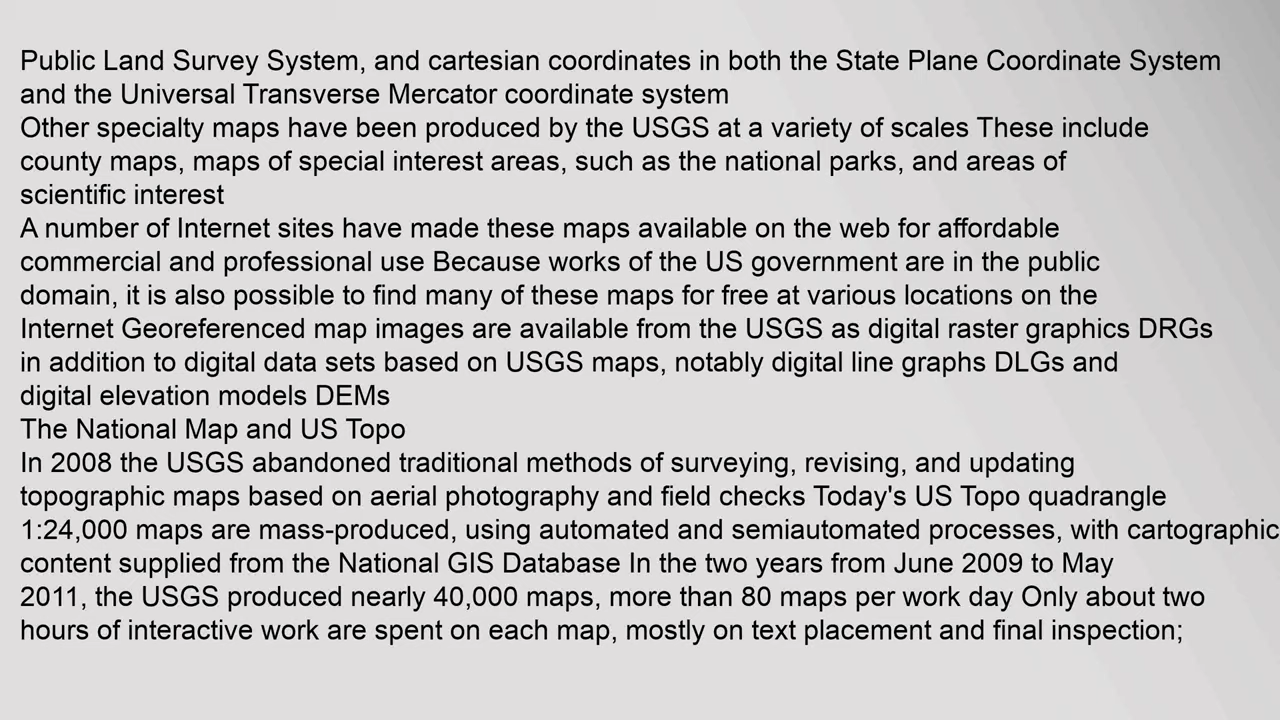 Public Land Survey System, and cartesian coordinates in both the State Plane Coordinate System
and the Universal Transverse Mercator coordinate system
Other specialty maps have been produced by the USGS at a variety of scales These include
county maps, maps of special interest areas, such as the national parks, and areas of
scientific interest
A number of Internet sites have made these maps available on the web for affordable
commercial and professional use Because works of the US government are in the public
domain, it is also possible to find many of these maps for free at various locations on the
Internet Georeferenced map images are available from the USGS as digital raster graphics DRGs
in addition to digital data sets based on USGS maps, notably digital line graphs DLGs and
digital elevation models DEMs
The National Map and US Topo
In 2008 the USGS abandoned traditional methods of surveying, revising, and updating
topographic maps based on aerial photography and field checks Today's US Topo quadrangle
1:24,000 maps are mass-produced, using automated and semiautomated processes, with cartographic
content supplied from the National GIS Database In the two years from June 2009 to May
2011, the USGS produced nearly 40,000 maps, more than 80 maps per work day Only about two
hours of interactive work are spent on each map, mostly on text placement and final inspection;